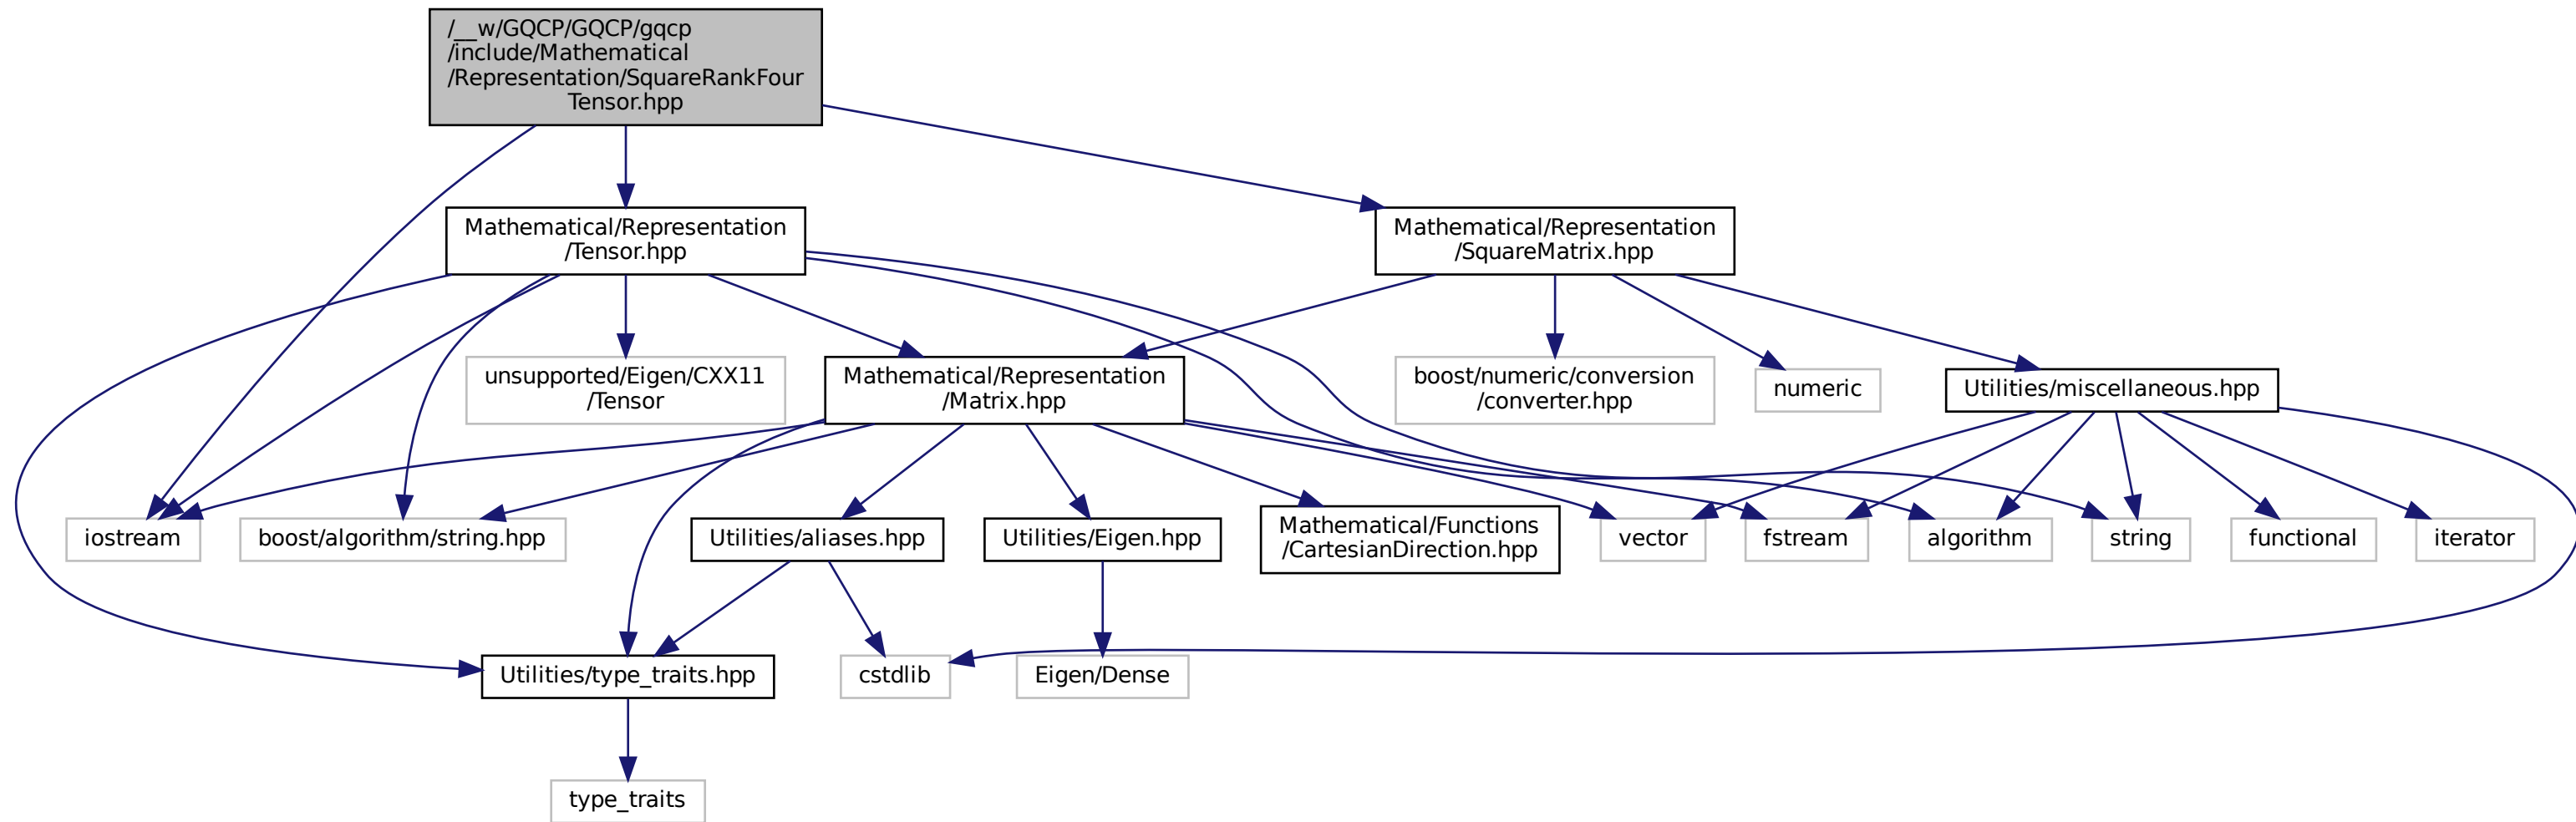 /__w/GQCP/GQCP/gqcp
/include/Mathematical
/Representation/SquareRankFour
Tensor.hpp
Mathematical/Representation
/Tensor.hpp
Mathematical/Representation
/SquareMatrix.hpp
unsupported/Eigen/CXX11
/Tensor
Mathematical/Representation
/Matrix.hpp
boost/numeric/conversion
/converter.hpp
numeric
Utilities/miscellaneous.hpp
iostream
boost/algorithm/string.hpp
Utilities/aliases.hpp
Utilities/Eigen.hpp
Mathematical/Functions
/CartesianDirection.hpp
vector
fstream
algorithm
string
functional
iterator
Utilities/type_traits.hpp
cstdlib
Eigen/Dense
type_traits